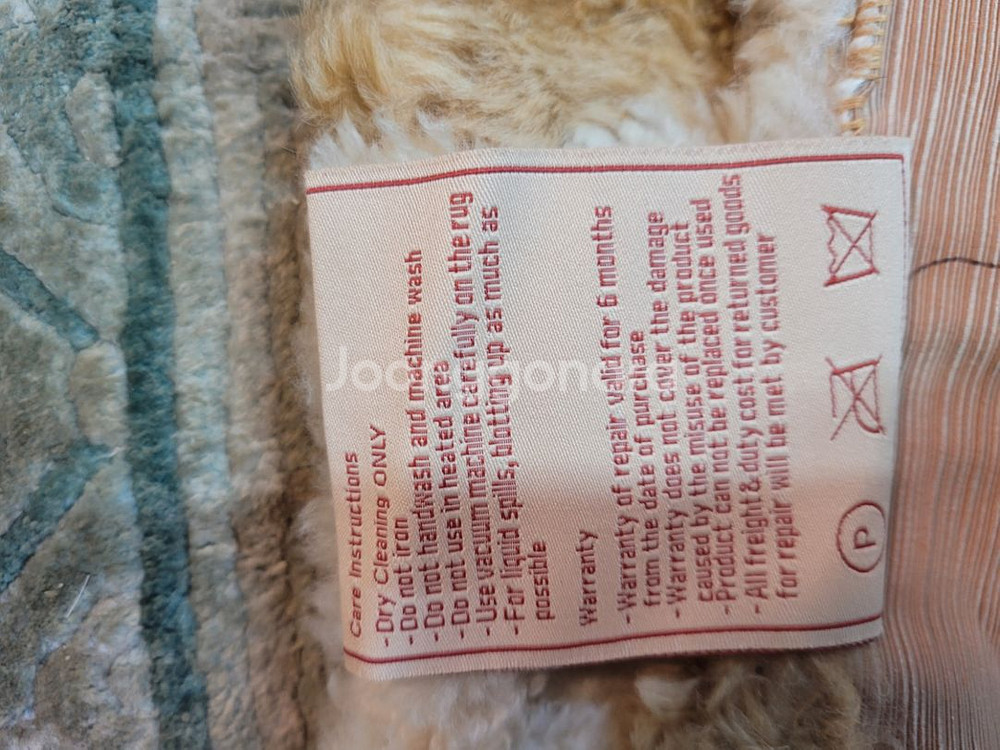 Care Instructions
- Dry Cleaning ONLY
- Do not iron
- Do not handwash and machine wash
- Do not use in heated area
- Use vacuum machine carefully on the rug
- For liquid spills, blotting up as much as
possible
Warranty
- Warranty of repair valid for 6 months
from the date of purchase
- Warranty does not cover the damage
caused by the misuse of the product
- Product can not be replaced once used
- All freight & duty cost for returned goods
for repair will be met by customer
P